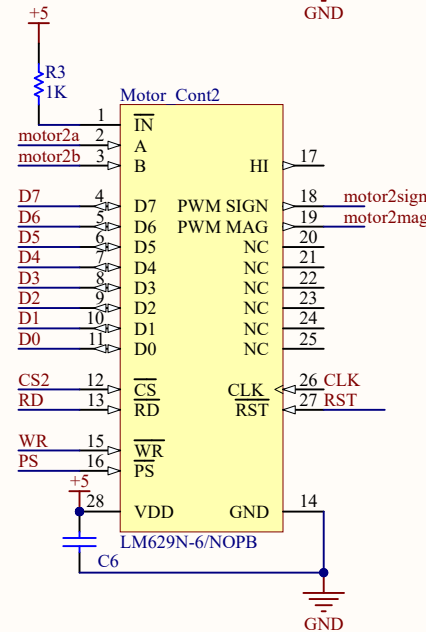 GND
+5
R3
1K
Motor_Cont2
1 IN
motor2a 2 A
motor2b 3 B HI 17
D7 4 D7 PWM SIGN 18 motor2sign
D6 5 D6 PWM MAG 19 motor2mag
D5 6 D5 NC 20
D4 7 D4 NC 21
D3 8 D3 NC 22
D2 9 D2 NC 23
D1 10 D1 NC 24
D0 11 D0 NC 25
CS2 12 CS CLK 26 CLK
RD 13 RD RST 27 RST
WR 15 WR
PS 16 PS
+5
28 VDD GND 14
LM629N-6/NOPB
C6
GND